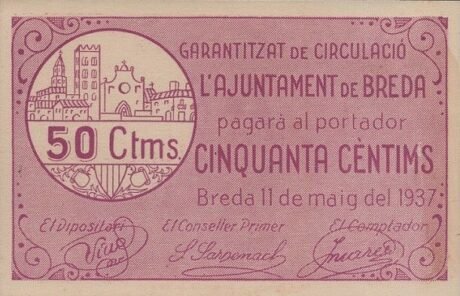 GARANTITZAT DE CIRCULACIÓ
L'AJUNTAMENT DE BREDA
pagarà al portador
50 Ctms.
CINQUANTA CÈNTIMS
Breda 11 de maig del 1937
El Dipositari
El Conseller Primer
El Comptador
Juarez